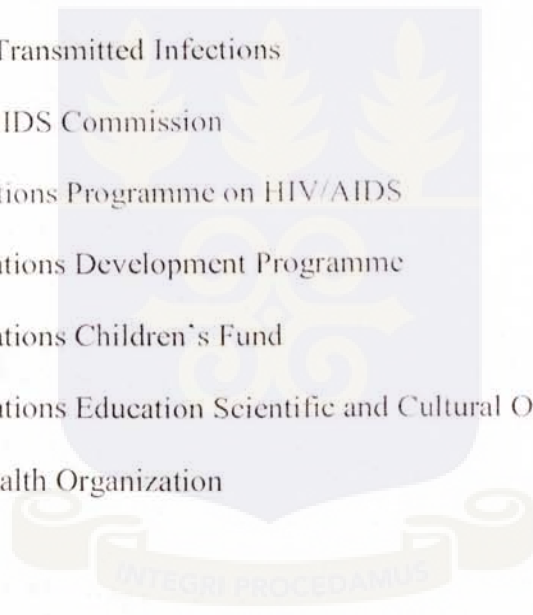 Transmitted Infections
IDS Commission
tions Programme on HIV/AIDS
ations Development Programme
ations Children's Fund
ations Education Scientific and Cultural O
alth Organization
INTEGRI PROCEDAMUS